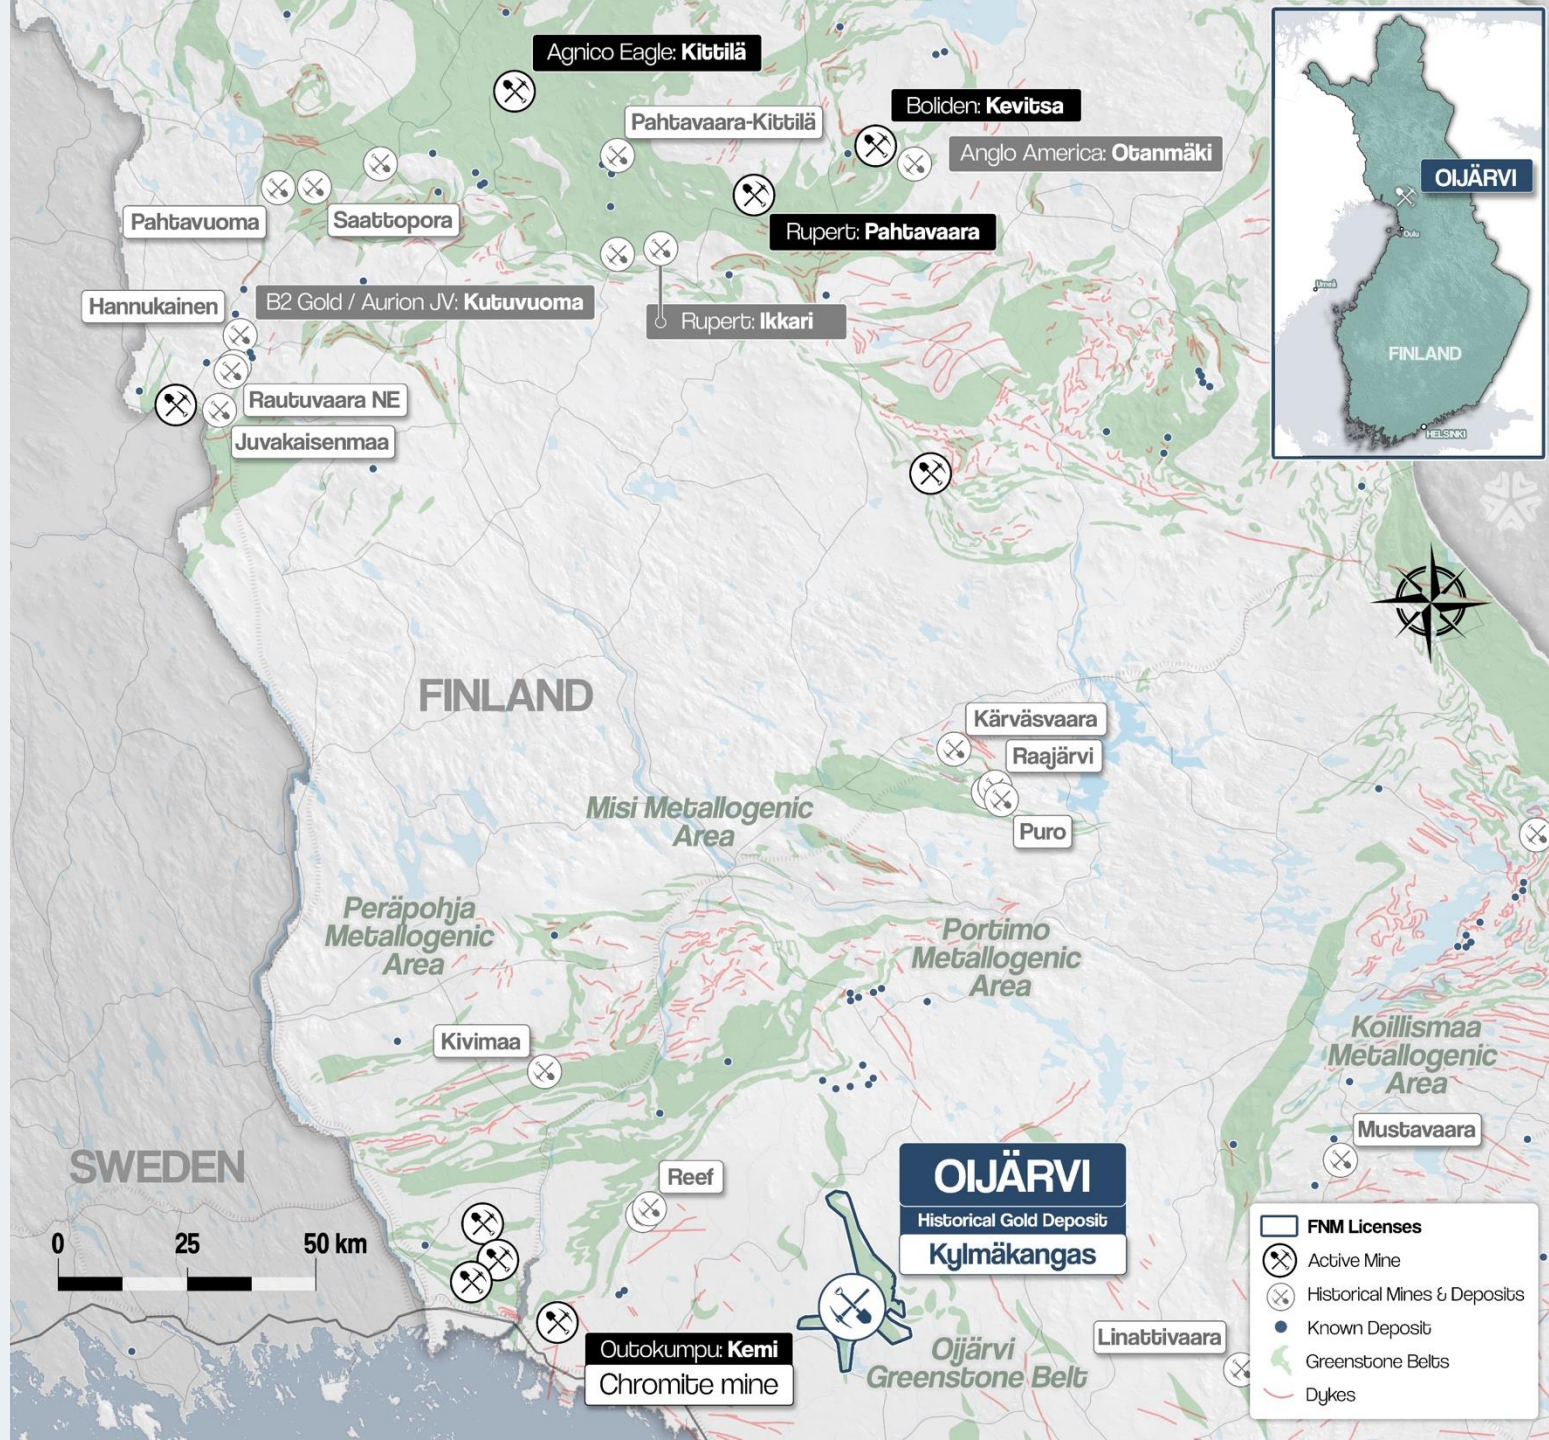 Agnico Eagle: Kittilä
Boliden: Kevitsa
Pahtavaara-Kittilä
Anglo America: Otanmäki
OIJÄRVI
Oulu
Umeå
FINLAND
HELSINKI
Pahtavuoma
Saattopora
Rupert: Pahtavaara
Hannukainen
B2 Gold / Aurion JV: Kutuvuoma
Rupert: Ikkari
Rautuvaara NE
Juvakaisenmaa
FINLAND
Kärväsvaara
Raajärvi
Puro
Misi Metallogenic
Area
Peräpohja
Metallogenic
Area
Portimo
Metallogenic
Area
Koillismaa
Metallogenic
Area
Kivimaa
Mustavaara
SWEDEN
Reef
OIJÄRVI
Historical Gold Deposit
Kylmäkangas
0 25 50 km
Outokumpu: Kemi
Chromite mine
Oijärvi
Greenstone Belt
Linattivaara
FNM Licenses
Active Mine
Historical Mines & Deposits
Known Deposit
Greenstone Belts
Dykes